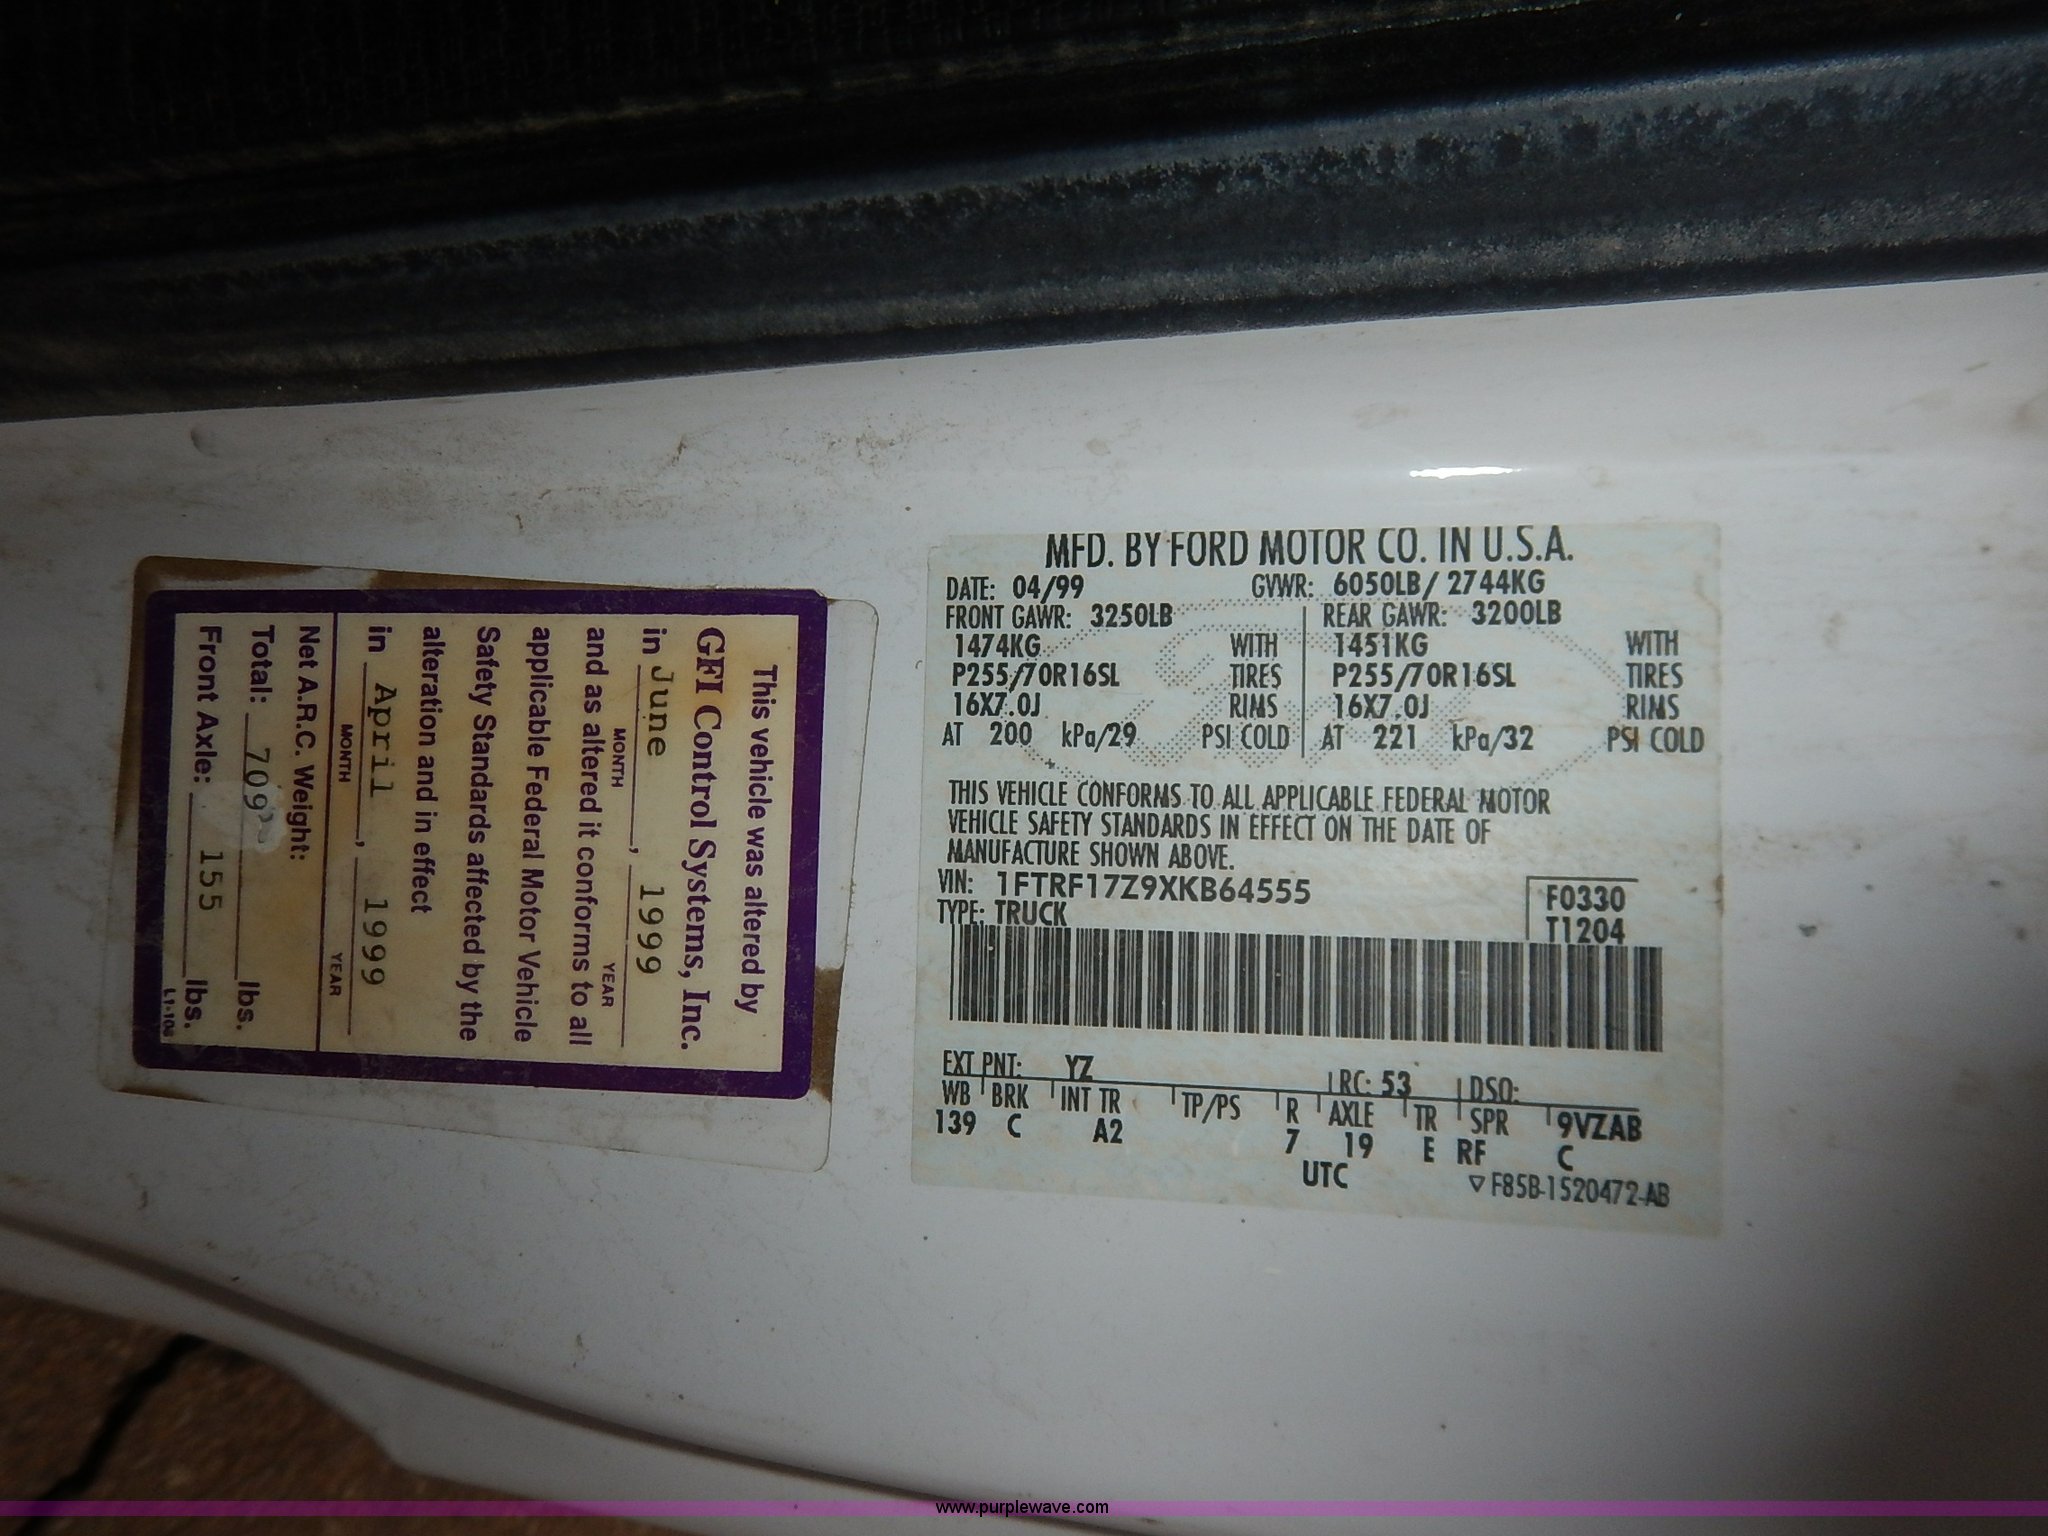 MFD. BY FORD MOTOR CO. IN U.S.A.
DATE: 04/99 GVWR: 6050LB/ 2744KG
FRONT GAWR: 3250LB REAR GAWR: 3200LB
1474KG WITH 1451KG WITH
P255/70R16SL TIRES P255/70R16SL TIRES
16X7.0J RIMS 16X7.0J RIMS
AT 200 kPa/29 PSI COLD AT 221 kPa/32 PSI COLD
THIS VEHICLE CONFORMS TO ALL APPLICABLE FEDERAL MOTOR
VEHICLE SAFETY STANDARDS IN EFFECT ON THE DATE OF
MANUFACTURE SHOWN ABOVE.
VIN: 1FTRF17Z9XKB64555 F0330
TYPE: TRUCK T1204
EXT PNT: YZ RC: 53 DSO:
WB BRK INT TR TP/PS R AXLE TR SPR 9VZAB
139 C A2 7 19 E RF C
UTC ▽F85B-1520472-AB
This vehicle was altered by
GFI Control Systems, Inc.
in June, 1999
MONTH YEAR
and as altered it conforms to all
applicable Federal Motor Vehicle
Safety Standards affected by the
alteration and in effect
in April, 1999
MONTH YEAR
Net A.R.C. Weight:
Total: 709 lbs.
Front Axle: 155 lbs.
www.purplewave.com